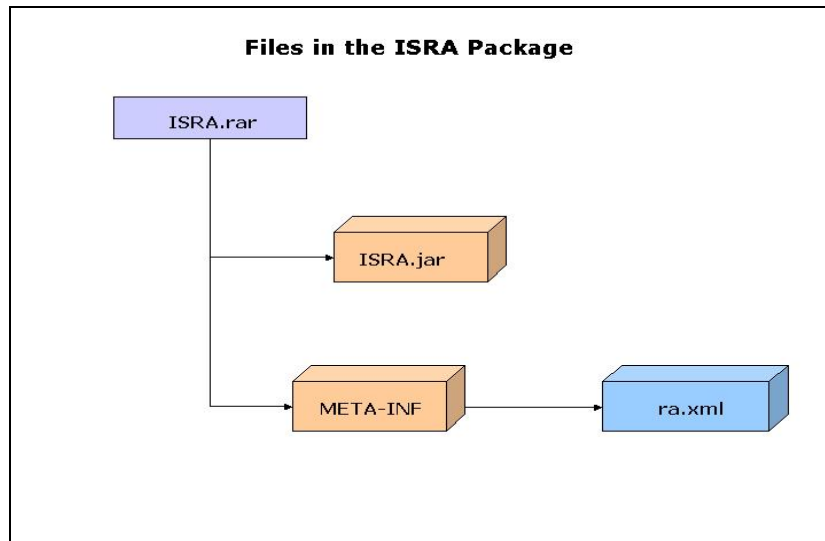 Files in the ISRA Package
ISRA.rar
ISRA.jar
META-INF
ra.xml